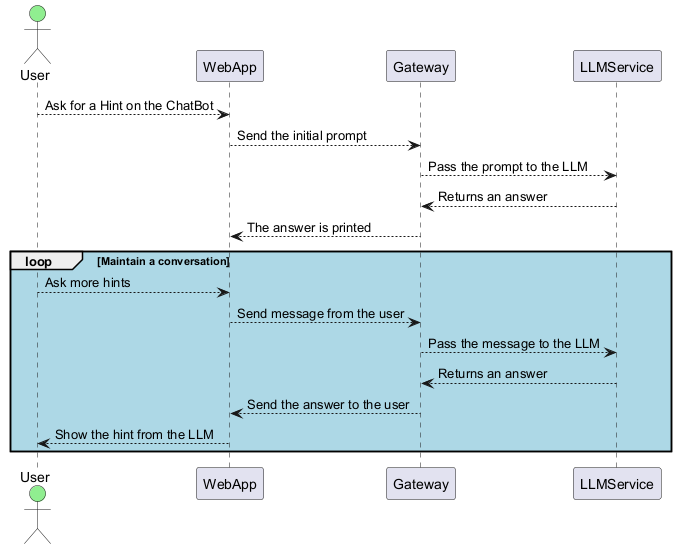 User
WebApp
Gateway
LLMService
Ask for a Hint on the ChatBot
Send the initial prompt
Pass the prompt to the LLM
Returns an answer
The answer is printed
loop [Maintain a conversation]
Ask more hints
Send message from the user
Pass the message to the LLM
Returns an answer
Send the answer to the user
Show the hint from the LLM
User
WebApp
Gateway
LLMService